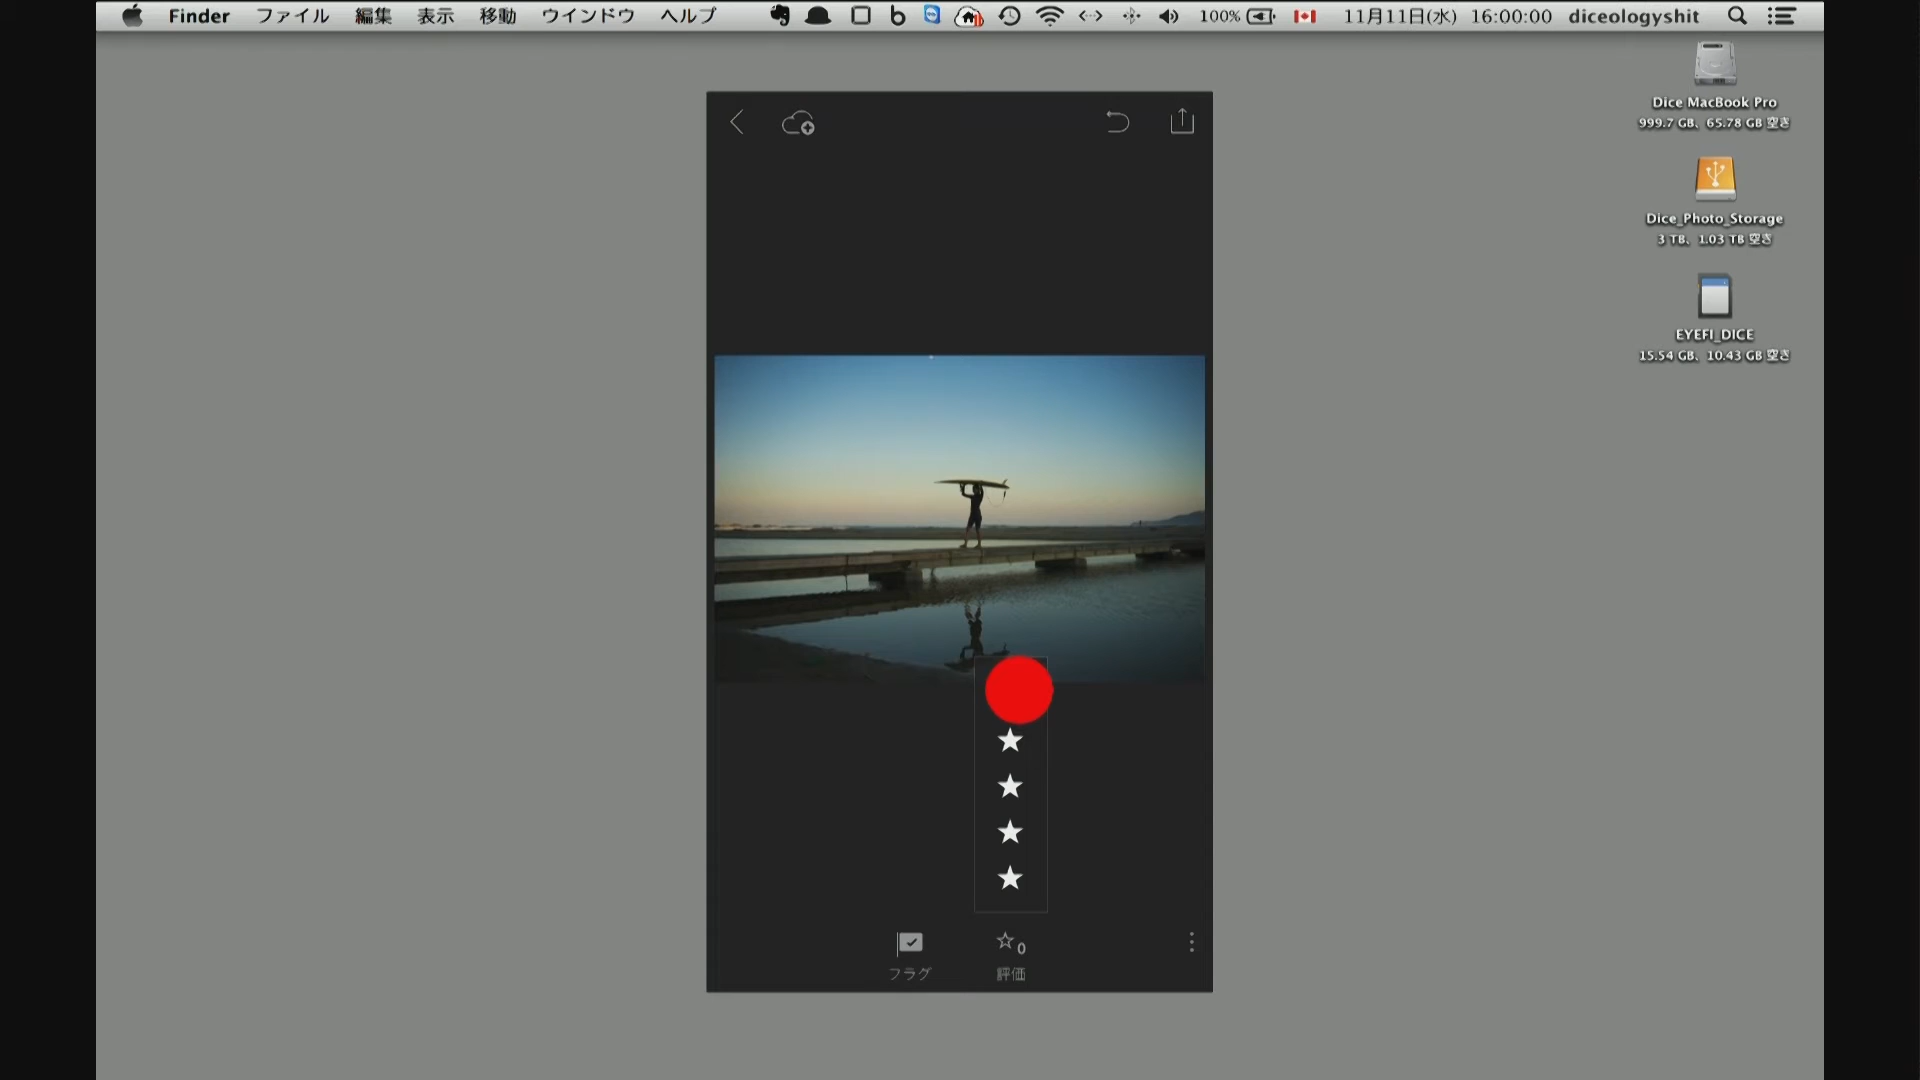 Finder ファイル 編集 表示 移動 ウインドウ ヘルプ 100% 11月11日(水) 16:00:00 diceologyshit
Dice MacBook Pro
999.7 GB、65.78 GB 空き
Dice_Photo_Storage
3 TB、1.03 TB 空き
EYEFI_DICE
15.54 GB、10.43 GB 空き
0
フラグ 評価